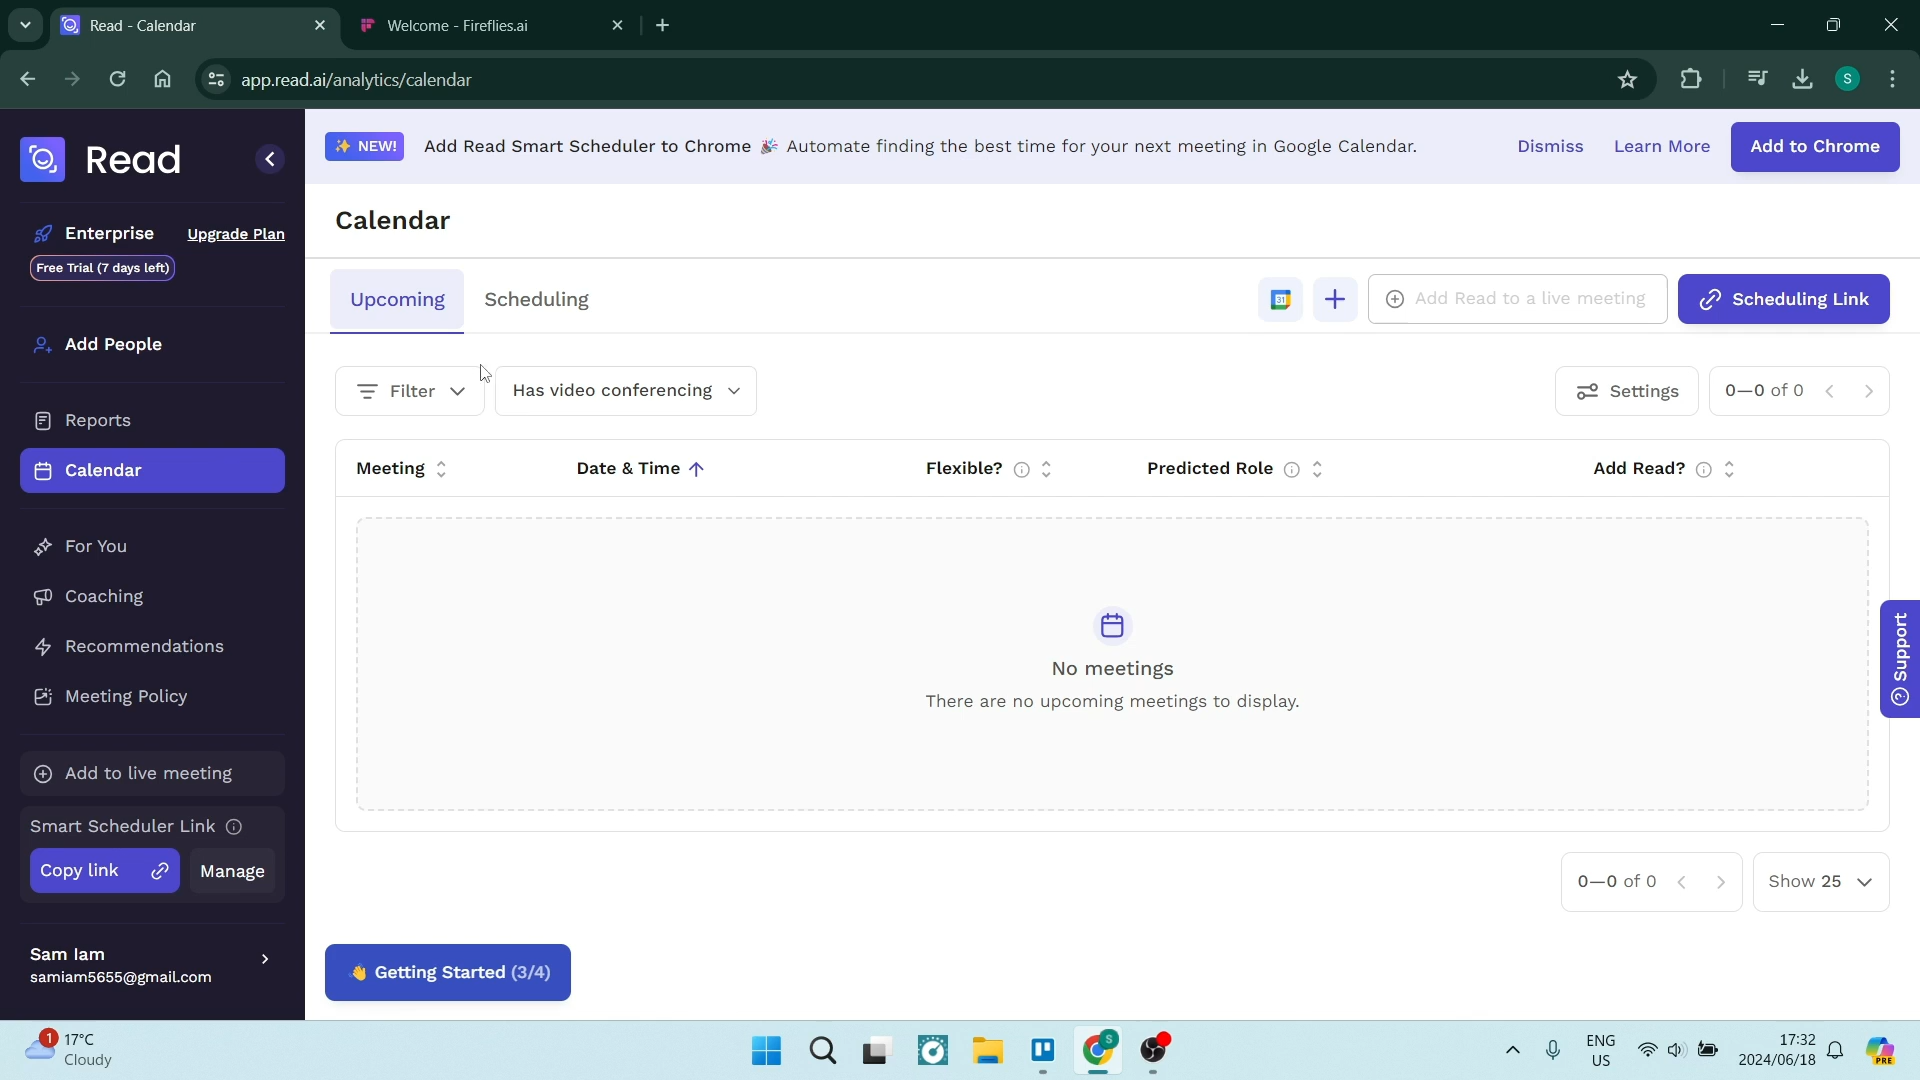 Read - Calendar
Welcome - Fireflies.ai
app.read.ai/analytics/calendar
S
Read
Enterprise
Upgrade Plan
Free Trial (7 days left)
Add People
Reports
Calendar
For You
Coaching
Recommendations
Meeting Policy
Add to live meeting
Smart Scheduler Link
Copy link
Manage
Sam Iam
samiam5655@gmail.com
NEW!
Add Read Smart Scheduler to Chrome 🎉 Automate finding the best time for your next meeting in Google Calendar.
Dismiss
Learn More
Add to Chrome
Calendar
Upcoming
Scheduling
31
Add Read to a live meeting
Scheduling Link
Filter
Has video conferencing
Settings
0—0 of 0
Meeting
Date & Time
Flexible?
Predicted Role
Add Read?
No meetings
There are no upcoming meetings to display.
Support
0—0 of 0
Show 25
👋 Getting Started (3/4)
1
17°C
Cloudy
S
ENG
US
17:32
2024/06/18
PRE